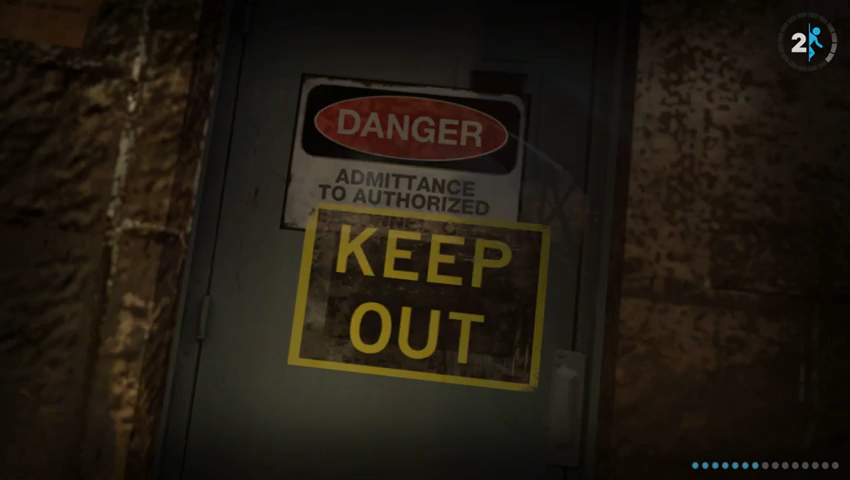 2
DANGER
ADMITTANCE
TO AUTHORIZED
KEEP
OUT